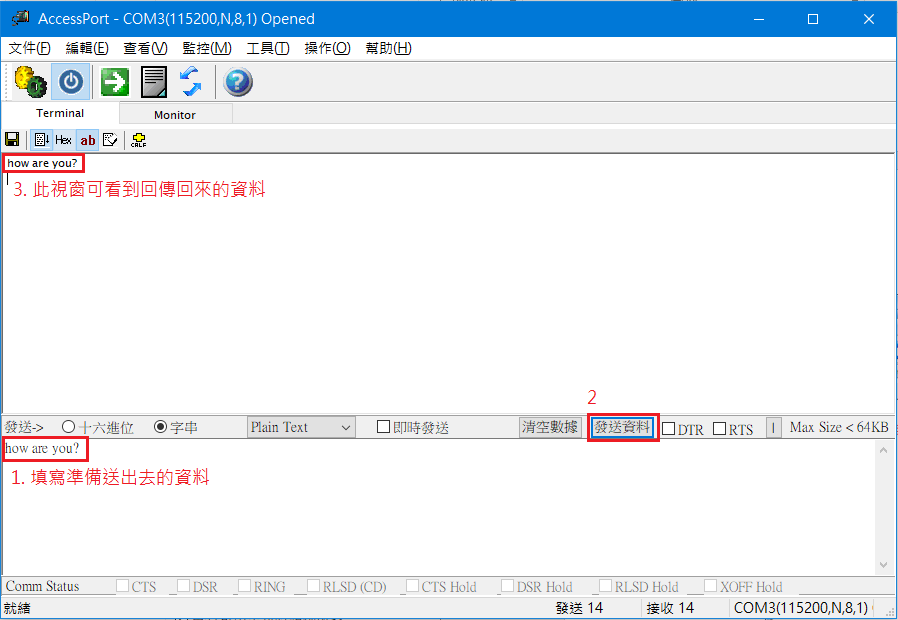 AccessPort - COM3(115200,N,8,1) Opened
文件(F) 編輯(E) 查看(V) 監控(M) 工具(T) 操作(O) 幫助(H)
Terminal Monitor
Hex ab CRLF
how are you?
3. 此視窗可看到回傳回來的資料
2
發送-> 十六進位 字串 Plain Text 即時發送 清空數據 發送資料 DTR RTS Max Size < 64KB
how are you?
1. 填寫準備送出去的資料
Comm Status CTS DSR RING RLSD (CD) CTS Hold DSR Hold RLSD Hold XOFF Hold
就緒 發送 14 接收 14 COM3(115200,N,8,1)